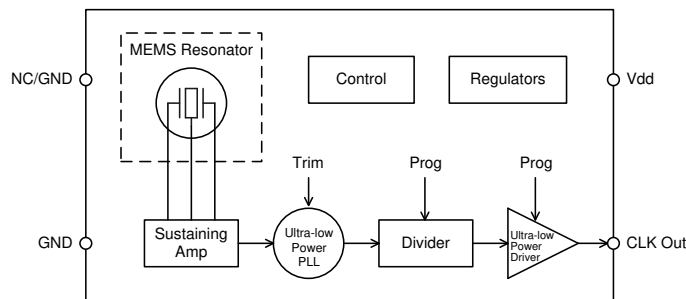 MEMS Resonator
NC/GND
Control
Regulators
Vdd
Trim
Prog
Prog
GND
Sustaining
Amp
Ultra-low
Power
PLL
Divider
Ultra-low
Power
Driver
CLK Out